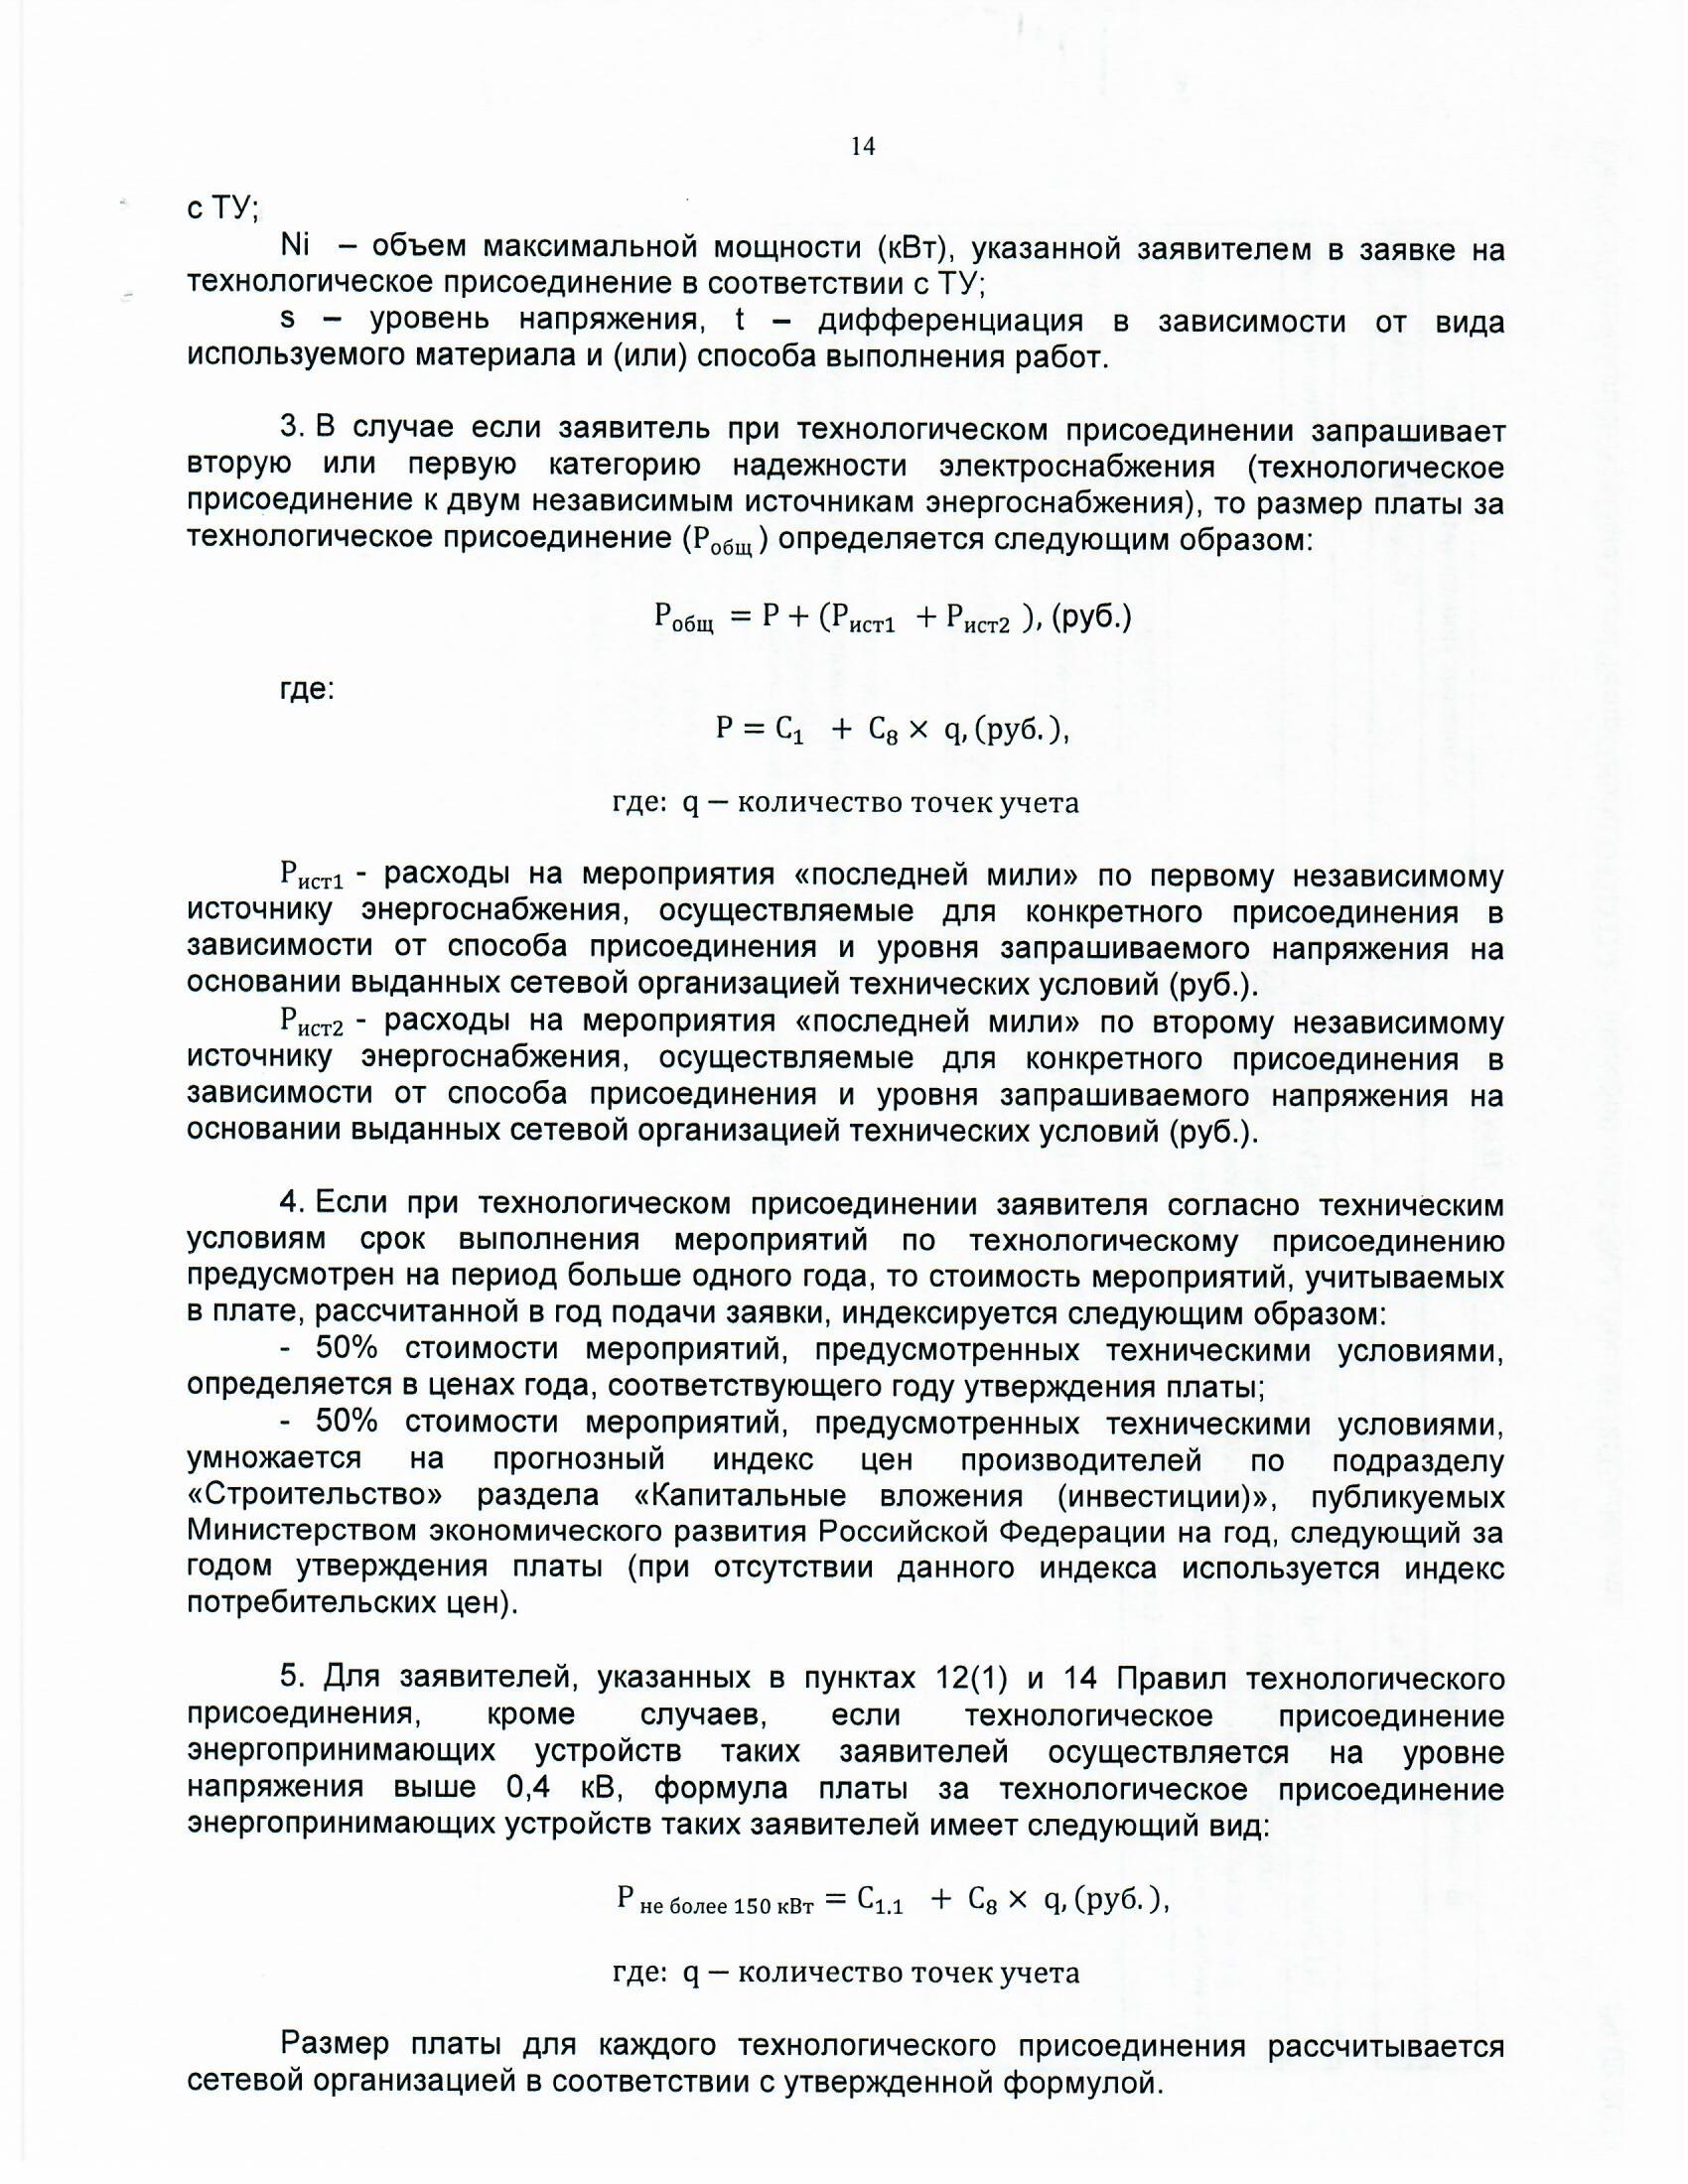 14
с ТУ;
Ni – объем максимальной мощности (кВт), указанной заявителем в заявке на
технологическое присоединение в соответствии с ТУ;
s – уровень напряжения, t – дифференциация в зависимости от вида
используемого материала и (или) способа выполнения работ.
3. В случае если заявитель при технологическом присоединении запрашивает
вторую или первую категорию надежности электроснабжения (технологическое
присоединение к двум независимым источникам энергоснабжения), то размер платы за
технологическое присоединение (Р общ ) определяется следующим образом:
Р общ = Р + (Р ист1 + Р ист2 ), (руб.)
где:
Р = С₁ + С₈ × q, (руб.),
где: q — количество точек учета
Р ист1 - расходы на мероприятия «последней мили» по первому независимому
источнику энергоснабжения, осуществляемые для конкретного присоединения в
зависимости от способа присоединения и уровня запрашиваемого напряжения на
основании выданных сетевой организацией технических условий (руб.).
Р ист2 - расходы на мероприятия «последней мили» по второму независимому
источнику энергоснабжения, осуществляемые для конкретного присоединения в
зависимости от способа присоединения и уровня запрашиваемого напряжения на
основании выданных сетевой организацией технических условий (руб.).
4. Если при технологическом присоединении заявителя согласно техническим
условиям срок выполнения мероприятий по технологическому присоединению
предусмотрен на период больше одного года, то стоимость мероприятий, учитываемых
в плате, рассчитанной в год подачи заявки, индексируется следующим образом:
- 50% стоимости мероприятий, предусмотренных техническими условиями,
определяется в ценах года, соответствующего году утверждения платы;
- 50% стоимости мероприятий, предусмотренных техническими условиями,
умножается на прогнозный индекс цен производителей по подразделу
«Строительство» раздела «Капитальные вложения (инвестиции)», публикуемых
Министерством экономического развития Российской Федерации на год, следующий за
годом утверждения платы (при отсутствии данного индекса используется индекс
потребительских цен).
5. Для заявителей, указанных в пунктах 12(1) и 14 Правил технологического
присоединения, кроме случаев, если технологическое присоединение
энергопринимающих устройств таких заявителей осуществляется на уровне
напряжения выше 0,4 кВ, формула платы за технологическое присоединение
энергопринимающих устройств таких заявителей имеет следующий вид:
Р не более 150 кВт = С₁.₁ + С₈ × q, (руб.),
где: q — количество точек учета
Размер платы для каждого технологического присоединения рассчитывается
сетевой организацией в соответствии с утвержденной формулой.